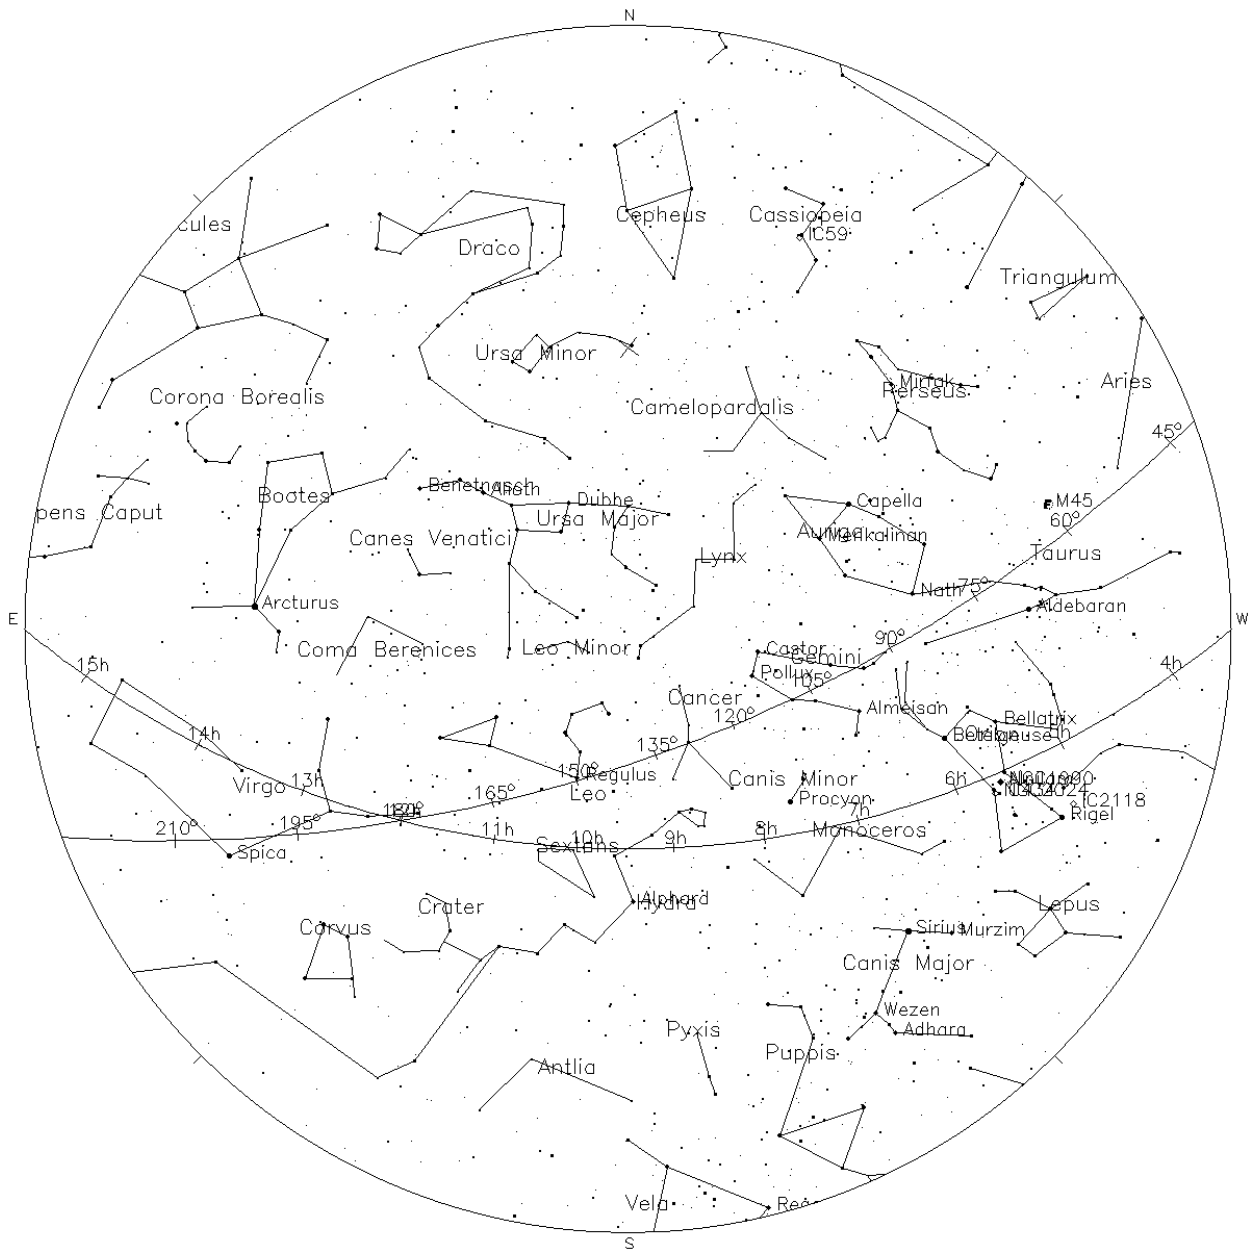 N
cules
Cepheus
Cassiopeia
IC59
Draco
Triangulum
Ursa Minor
Mirfak
Aries
Perseus
Corona Borealis
Camelopardalis
45°
Benetnasch
Alioth
Bootes
Dubhe
Capella
M45
pens Caput
Ursa Major
60°
Canes Venatici
Auriga
Menkalinan
Taurus
Lynx
Nath
75°
Arcturus
Aldebaran
E
W
90°
Coma Berenices
Leo Minor
Castor
Gemini
15h
4h
Pollux
105°
Cancer
Almeisan
120°
Bellatrix
14h
Betelgeuse
Orion
5h
135°
150°
Regulus
Canis Minor
6h
Virgo
13h
165°
Leo
Procyon
IC2118
180°
12h
7h
Rigel
210°
195°
11h
10h
9h
8h
Monoceros
Spica
Sextans
Alphard
Hydra
Crater
Lepus
Corvus
Sirius
Murzim
Canis Major
Wezen
Adhara
Pyxis
Puppis
Antlia
Vela
S